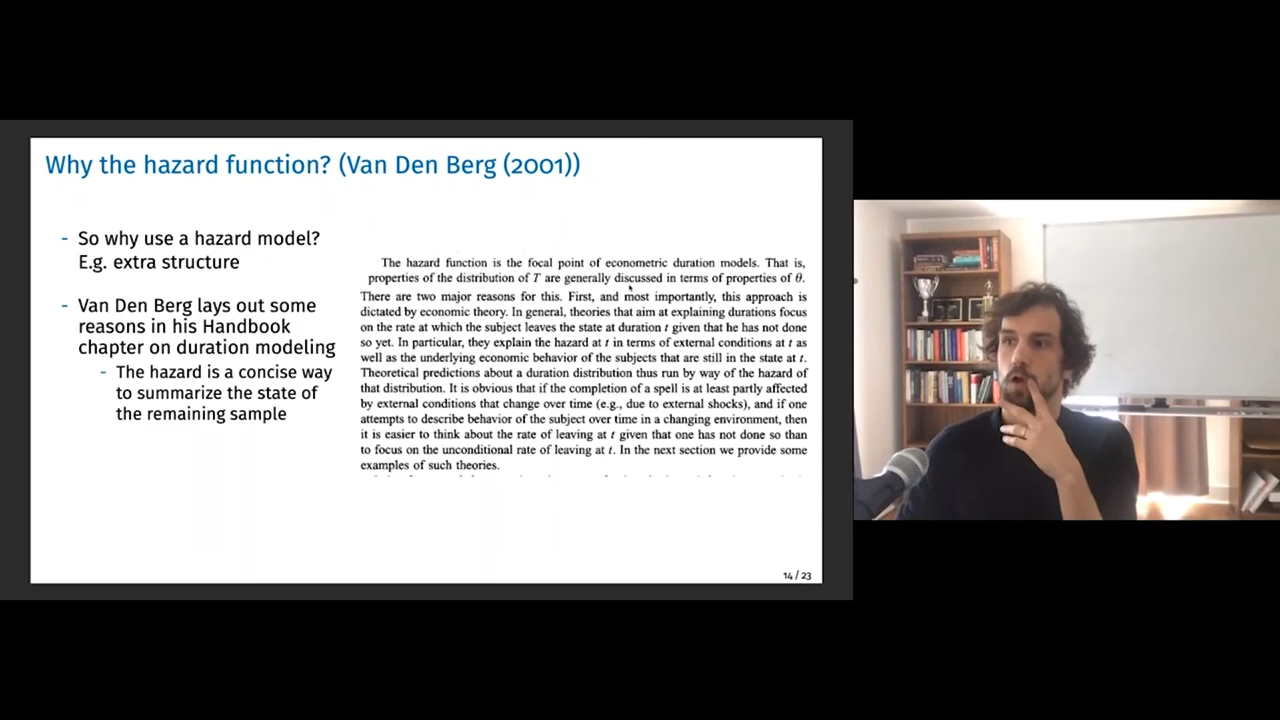 Why the hazard function? (Van Den Berg (2001))
- So why use a hazard model?
E.g. extra structure
- Van Den Berg lays out some
reasons in his Handbook
chapter on duration modeling
- The hazard is a concise way
to summarize the state of
the remaining sample
The hazard function is the focal point of econometric duration models. That is,
properties of the distribution of T are generally discussed in terms of properties of θ.
There are two major reasons for this. First, and most importantly, this approach is
dictated by economic theory. In general, theories that aim at explaining durations focus
on the rate at which the subject leaves the state at duration t given that he has not done
so yet. In particular, they explain the hazard at t in terms of external conditions at t as
well as the underlying economic behavior of the subjects that are still in the state at t.
Theoretical predictions about a duration distribution thus run by way of the hazard of
that distribution. It is obvious that if the completion of a spell is at least partly affected
by external conditions that change over time (e.g., due to external shocks), and if one
attempts to describe behavior of the subject over time in a changing environment, then
it is easier to think about the rate of leaving at t given that one has not done so than
to focus on the unconditional rate of leaving at t. In the next section we provide some
examples of such theories.
14 / 23